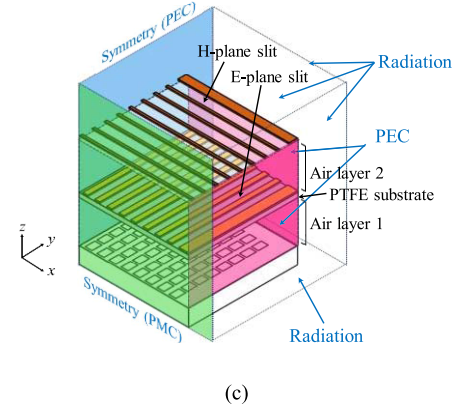 Symmetry (PEC)
H-plane slit
E-plane slit
Radiation
PEC
Air layer 2
PTFE substrate
Air layer 1
z
y
x
Symmetry (PMC)
Radiation
(c)